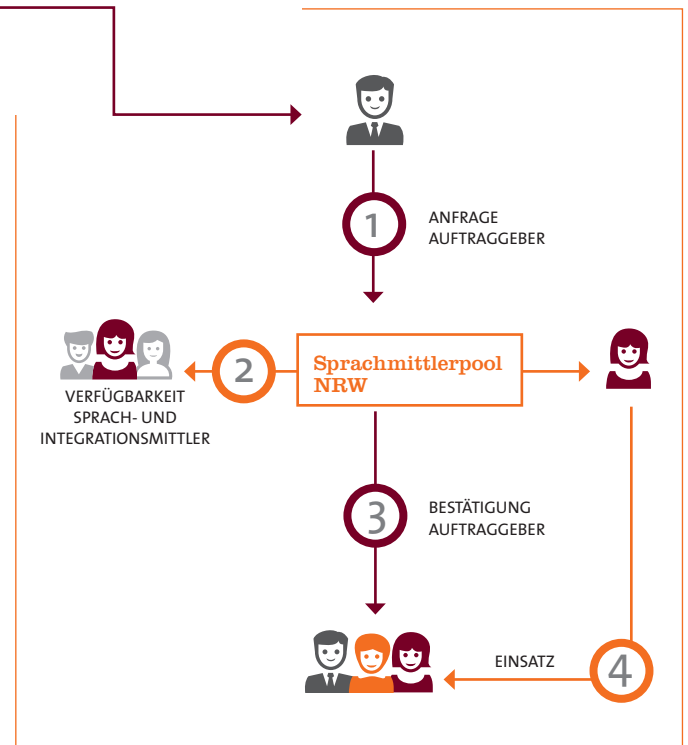 1
ANFRAGE
AUFTRAGGEBER
2
Sprachmittlerpool
NRW
VERFÜGBARKEIT
SPRACH- UND
INTEGRATIONSMITTLER
3
BESTÄTIGUNG
AUFTRAGGEBER
EINSATZ
4